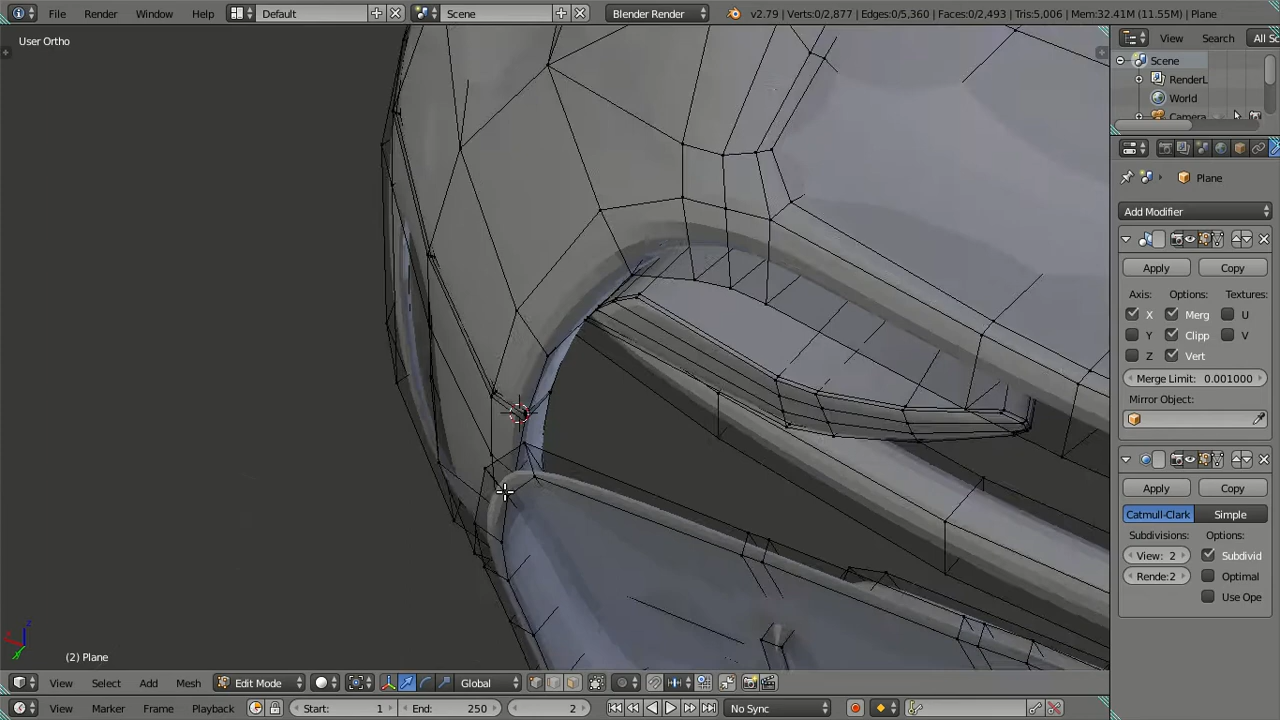 File Render Window Help Default Scene Blender Render v2.79 | Verts:0/2,877 | Edges:0/5,360 | Faces:0/2,493 | Tris:5,006 | Mem:32.41M (11.55M) | Plane
User Ortho
View Search All Sc
Scene
RenderL
World
Camera
Plane
Add Modifier
Apply Copy
Axis: Options: Textures:
X Merg U
Y Clipp V
Z Vert
Merge Limit: 0.001000
Mirror Object:
Apply Copy
Catmull-Clark Simple
Subdivisions: Options:
View: 2 Subdivid
Rende:2 Optimal
Use Ope
(2) Plane
View Select Add Mesh Edit Mode Global
View Marker Frame Playback Start: 1 End: 250 2 No Sync